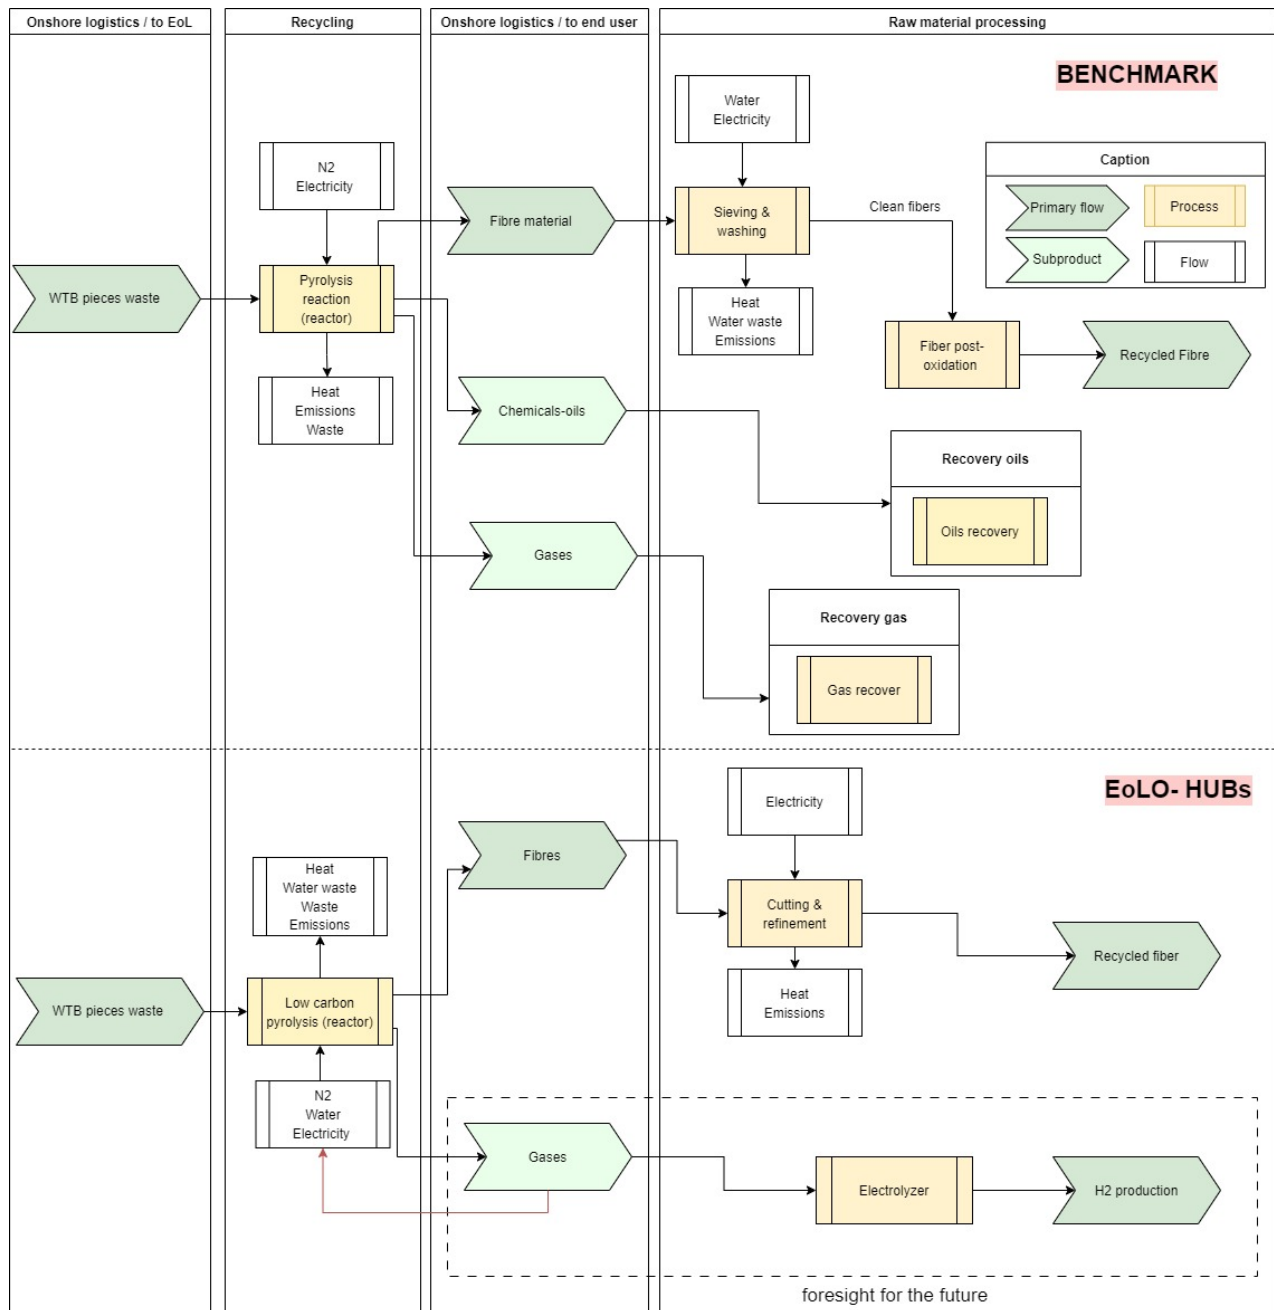 Onshore logistics / to EoL
Recycling
Onshore logistics / to end user
Raw material processing
BENCHMARK
Water
Electricity
N2
Electricity
Caption
Primary flow
Process
Subproduct
Flow
Fibre material
Sieving &
washing
Clean fibers
WTB pieces waste
Pyrolysis
reaction
(reactor)
Heat
Water waste
Emissions
Fiber post-
oxidation
Recycled Fibre
Heat
Emissions
Waste
Chemicals-oils
Recovery oils
Oils recovery
Gases
Recovery gas
Gas recover
EoLO- HUBs
Electricity
Fibres
Heat
Water waste
Waste
Emissions
Cutting &
refinement
Recycled fiber
WTB pieces waste
Low carbon
pyrolysis (reactor)
Heat
Emissions
N2
Water
Electricity
Gases
Electrolyzer
H2 production
foresight for the future